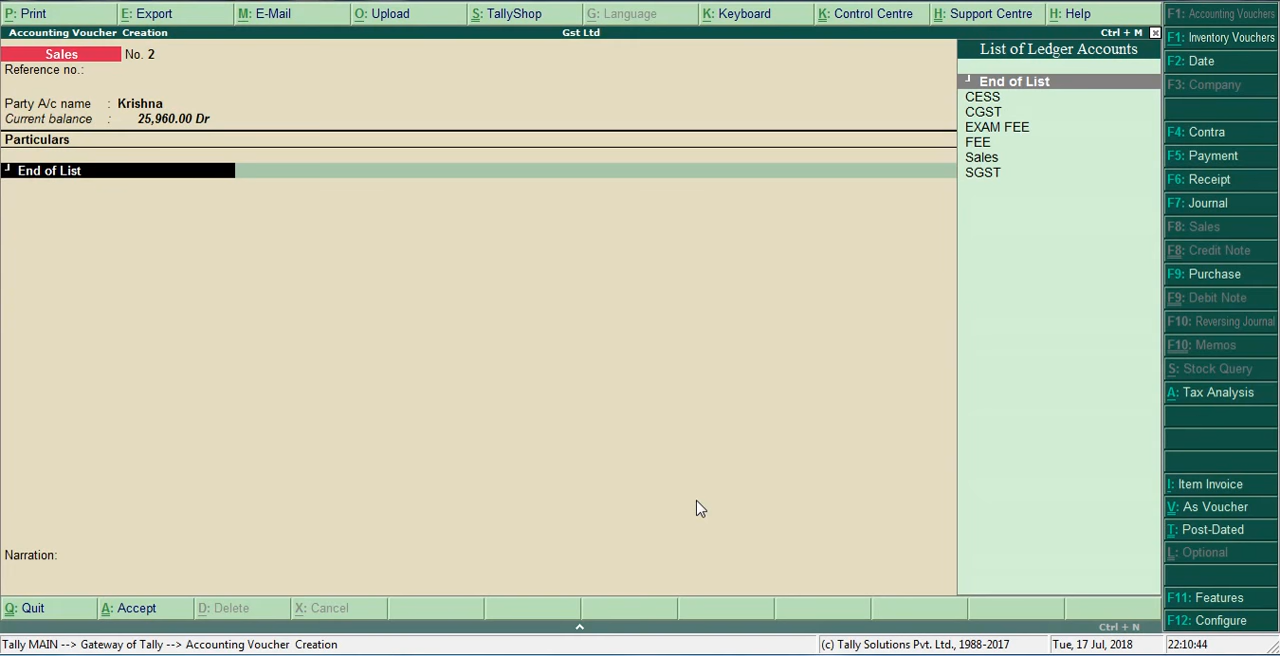 P: Print E: Export M: E-Mail O: Upload S: TallyShop G: Language K: Keyboard K: Control Centre H: Support Centre H: Help
Accounting Voucher Creation Gst Ltd Ctrl + M
Sales No. 2
Reference no.:
Party A/c name : Krishna
Current balance : 25,960.00 Dr
Particulars
End of List
Narration:
List of Ledger Accounts
End of List
CESS
CGST
EXAM FEE
FEE
Sales
SGST
F1: Accounting Vouchers
F1: Inventory Vouchers
F2: Date
F3: Company
F4: Contra
F5: Payment
F6: Receipt
F7: Journal
F8: Sales
F8: Credit Note
F9: Purchase
F9: Debit Note
F10: Reversing Journal
F10: Memos
S: Stock Query
A: Tax Analysis
I: Item Invoice
V: As Voucher
T: Post-Dated
L: Optional
F11: Features
F12: Configure
Q: Quit A: Accept D: Delete X: Cancel
Ctrl + N
Tally MAIN --> Gateway of Tally --> Accounting Voucher Creation (c) Tally Solutions Pvt. Ltd., 1988-2017 Tue, 17 Jul, 2018 22:10:44